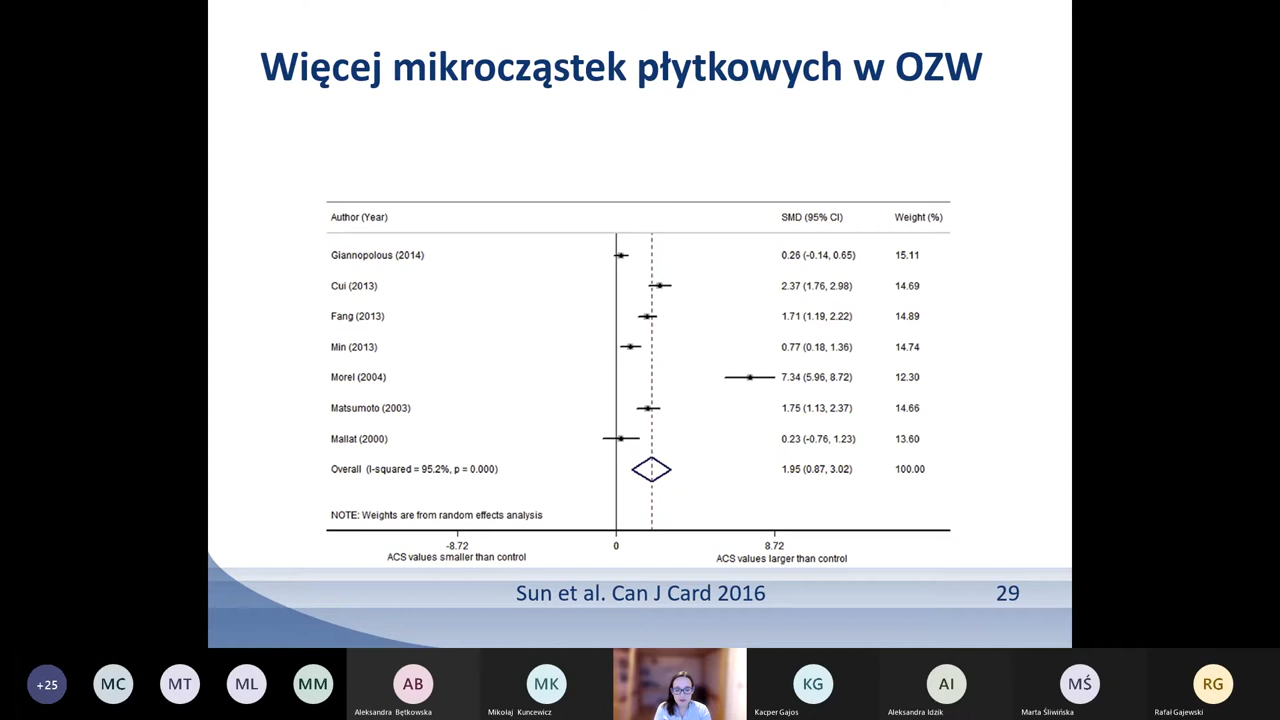 Więcej mikrocząstek płytkowych w OZW
Author (Year) SMD (95% CI) Weight (%)
Giannopolous (2014) 0.26 (-0.14, 0.65) 15.11
Cui (2013) 2.37 (1.76, 2.98) 14.69
Fang (2013) 1.71 (1.19, 2.22) 14.89
Min (2013) 0.77 (0.18, 1.36) 14.74
Morel (2004) 7.34 (5.96, 8.72) 12.30
Matsumoto (2003) 1.75 (1.13, 2.37) 14.66
Mallat (2000) 0.23 (-0.76, 1.23) 13.60
Overall (I-squared = 95.2%, p = 0.000) 1.95 (0.87, 3.02) 100.00
NOTE: Weights are from random effects analysis
-8.72 0 8.72
ACS values smaller than control ACS values larger than control
Sun et al. Can J Card 2016 29
+25 MC MT ML MM AB MK KG AI MŚ RG
Aleksandra Bętkowska Mikołaj Kuncewicz Kacper Gajos Aleksandra Idzik Marta Śliwińska Rafał Gajewski